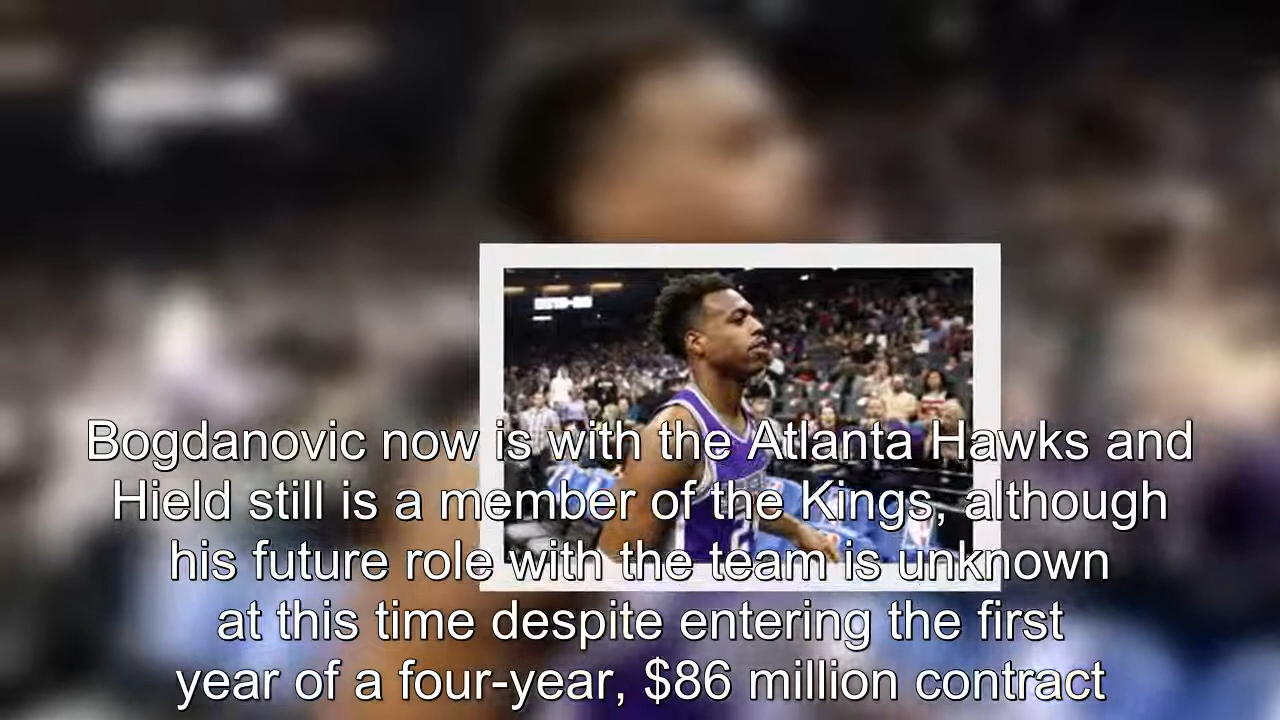 Bogdanovic now is with the Atlanta Hawks and
Hield still is a member of the Kings, although
his future role with the team is unknown
at this time despite entering the first
year of a four-year, $86 million contract